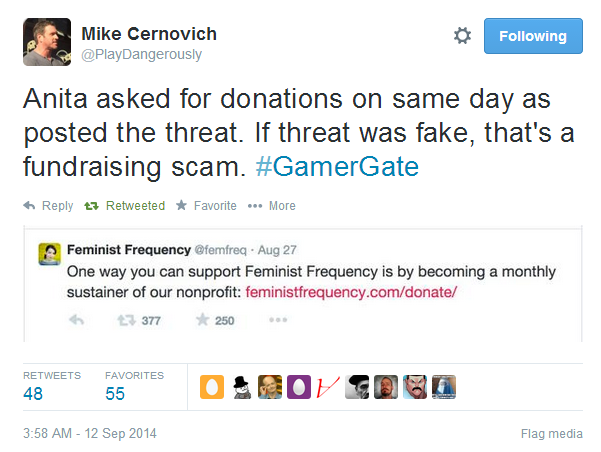 Mike Cernovich
@PlayDangerously
Following
Anita asked for donations on same day as
posted the threat. If threat was fake, that's a
fundraising scam. #GamerGate
Reply Retweeted Favorite More
Feminist Frequency @femfreq · Aug 27
One way you can support Feminist Frequency is by becoming a monthly
sustainer of our nonprofit: feministfrequency.com/donate/
377 250
RETWEETS FAVORITES
48 55
3:58 AM - 12 Sep 2014 Flag media